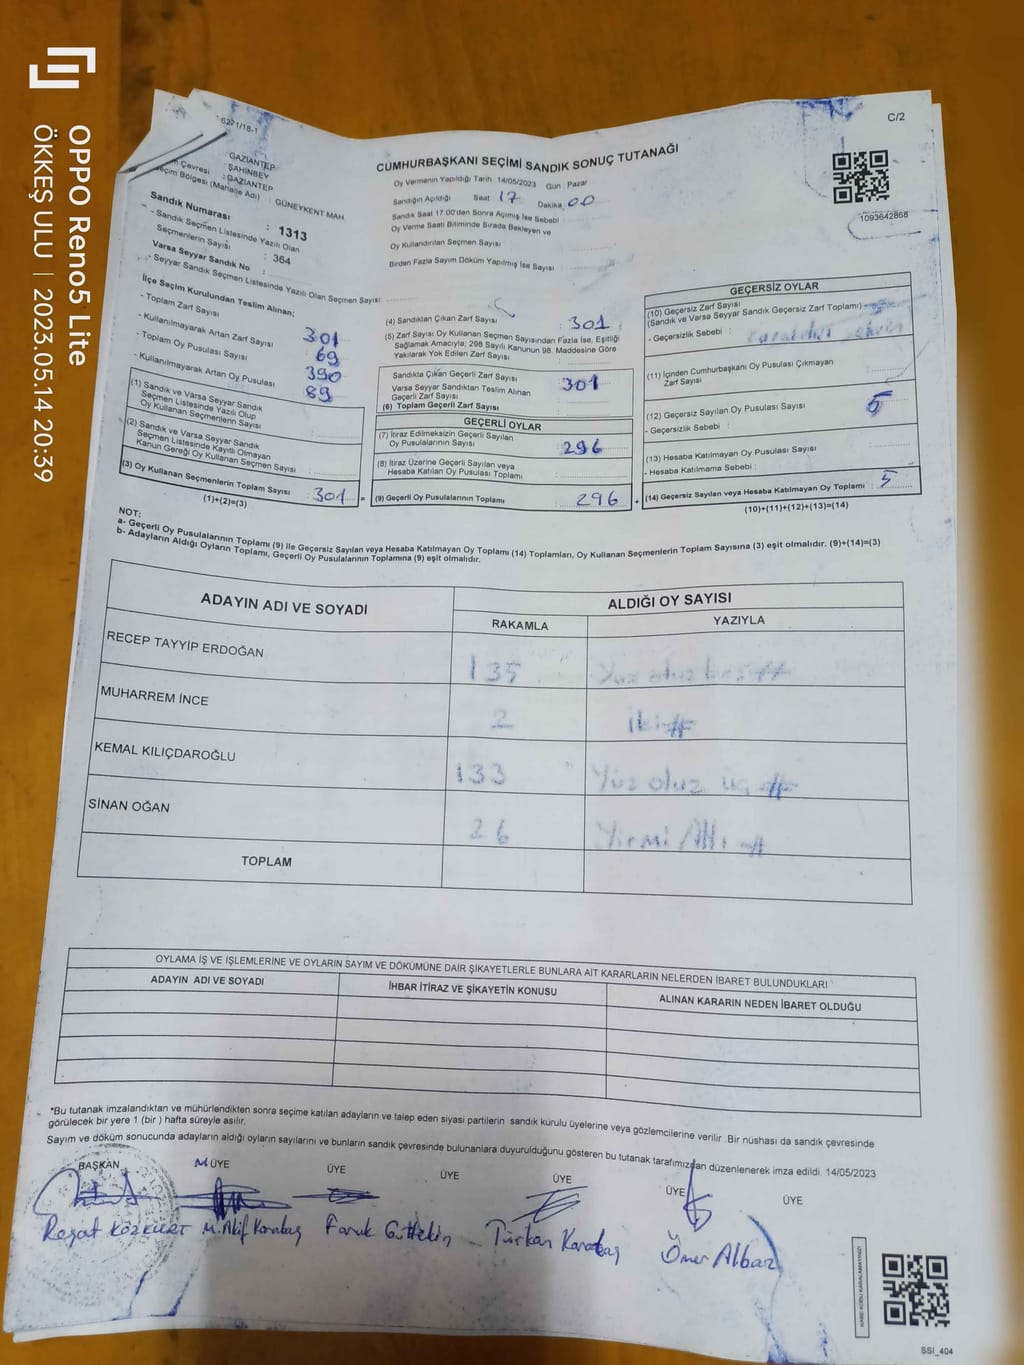 OPPO Reno5 Lite
ÖKKEŞ ULU | 2023.05.14 20:39
6271/18-1
C/2
CUMHURBAŞKANI SEÇİMİ SANDIK SONUÇ TUTANAĞI
GAZİANTEP
ŞAHİNBEY
Çevresi : GAZİANTEP
Seçim Bölgesi (Mahalle Adı) : GÜNEYKENT MAH.
Sandık Numarası : 1313
- Sandık Seçmen Listesinde Yazılı Olan Seçmenlerin Sayısı : 364
Varsa Seyyar Sandık No :
- Seyyar Sandık Seçmen Listesinde Yazılı Olan Seçmen Sayısı:
Oy Vermenin Yapıldığı Tarih : 14/05/2023 Gün : Pazar
Sandığın Açıldığı Saat 17 Dakika 00
Sandık Saat 17:00'den Sonra Açılmış İse Sebebi :
Oy Verme Saati Bitiminde Sırada Bekleyen ve
Oy Kullandırılan Seçmen Sayısı
Birden Fazla Sayım Döküm Yapılmış İse Sayısı
1093642868
İlçe Seçim Kurulundan Teslim Alınan;
- Toplam Zarf Sayısı 301
- Kullanılmayarak Artan Zarf Sayısı 69
- Toplam Oy Pusulası Sayısı 390
- Kullanılmayarak Artan Oy Pusulası 89
(1) Sandık ve Varsa Seyyar Sandık
Seçmen Listesinde Yazılı Olup
Oy Kullanan Seçmenlerin Sayısı
(2) Sandık ve Varsa Seyyar Sandık
Seçmen Listesinde Kayıtlı Olmayan
Kanun Gereği Oy Kullanan Seçmen Sayısı
(3) Oy Kullanan Seçmenlerin Toplam Sayısı 301 =
(1)+(2)=(3)
(4) Sandıktan Çıkan Zarf Sayısı 301
(5) Zarf Sayısı Oy Kullanan Seçmen Sayısından Fazla İse, Eşitliği
Sağlamak Amacıyla; 298 Sayılı Kanunun 98. Maddesine Göre
Yakılarak Yok Edilen Zarf Sayısı
Sandıkta Çıkan Geçerli Zarf Sayısı 301
Varsa Seyyar Sandıktan Teslim Alınan
Geçerli Zarf Sayısı
(6) Toplam Geçerli Zarf Sayısı
GEÇERLİ OYLAR
(7) İtiraz Edilmeksizin Geçerli Sayılan
Oy Pusulalarının Sayısı 296
(8) İtiraz Üzerine Geçerli Sayılan veya
Hesaba Katılan Oy Pusulası Toplamı
(9) Geçerli Oy Pusulalarının Toplamı 296 +
GEÇERSİZ OYLAR
(10) Geçersiz Zarf Sayısı
(Sandık ve Varsa Seyyar Sandık Geçersiz Zarf Toplamı)
- Geçersizlik Sebebi :
(11) İçinden Cumhurbaşkanı Oy Pusulası Çıkmayan
Zarf Sayısı
(12) Geçersiz Sayılan Oy Pusulası Sayısı 5
- Geçersizlik Sebebi :
(13) Hesaba Katılmayan Oy Pusulası Sayısı
- Hesaba Katılmama Sebebi :
(14) Geçersiz Sayılan veya Hesaba Katılmayan Oy Toplamı : 5
(10)+(11)+(12)+(13)=(14)
NOT:
a- Geçerli Oy Pusulalarının Toplamı (9) ile Geçersiz Sayılan veya Hesaba Katılmayan Oy Toplamı (14) Toplamları, Oy Kullanan Seçmenlerin Toplam Sayısına (3) eşit olmalıdır. (9)+(14)=(3)
b- Adayların Aldığı Oyların Toplamı, Geçerli Oy Pusulalarının Toplamına (9) eşit olmalıdır.
ADAYIN ADI VE SOYADI ALDIĞI OY SAYISI
RAKAMLA YAZIYLA
RECEP TAYYİP ERDOĞAN 135 Yüz otuz beş
MUHARREM İNCE 2 İki
KEMAL KILIÇDAROĞLU 133 Yüz otuz üç
SİNAN OĞAN 26 Yirmi Altı
TOPLAM
OYLAMA İŞ VE İŞLEMLERİNE VE OYLARIN SAYIM VE DÖKÜMÜNE DAİR ŞİKAYETLERLE BUNLARA AİT KARARLARIN NELERDEN İBARET BULUNDUKLARI
ADAYIN ADI VE SOYADI İHBAR İTİRAZ VE ŞİKAYETİN KONUSU ALINAN KARARIN NEDEN İBARET OLDUĞU
*Bu tutanak imzalandıktan ve mühürlendikten sonra seçime katılan adayların ve talep eden siyasi partilerin sandık kurulu üyelerine veya gözlemcilerine verilir .Bir nüshası da sandık çevresinde
görülecek bir yere 1 (bir ) hafta süreyle asılır.
Sayım ve döküm sonucunda adayların aldığı oyların sayılarını ve bunların sandık çevresinde bulunanlara duyurulduğunu gösteren bu tutanak tarafımızdan düzenlenerek imza edildi. 14/05/2023
BAŞKAN ÜYE ÜYE ÜYE ÜYE ÜYE ÜYE
Reşat KÖZKURT M. Akif Karataş Faruk Gültekin Türkan Karataş Ömer Albaz
KARE KODU KARALAMAYINIZ!
SSI_404